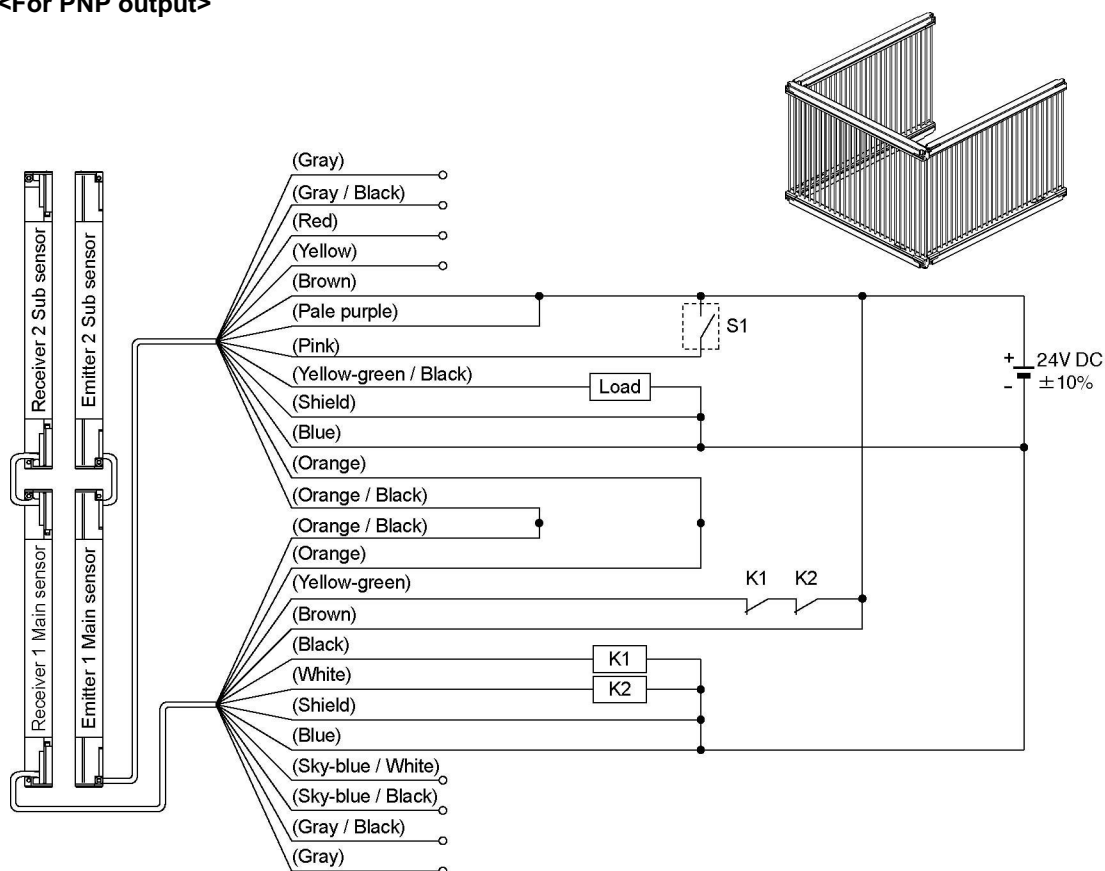 <For PNP output>
(Gray)
(Gray / Black)
(Red)
(Yellow)
(Brown)
(Pale purple)
(Pink)
S1
(Yellow-green / Black)
Load
(Shield)
(Blue)
+
24V DC
-
±10%
(Orange)
(Orange / Black)
(Orange / Black)
(Orange)
(Yellow-green)
K1 K2
(Brown)
(Black)
K1
(White)
K2
(Shield)
(Blue)
(Sky-blue / White)
(Sky-blue / Black)
(Gray / Black)
(Gray)
Receiver 2 Sub sensor
Emitter 2 Sub sensor
Receiver 1 Main sensor
Emitter 1 Main sensor